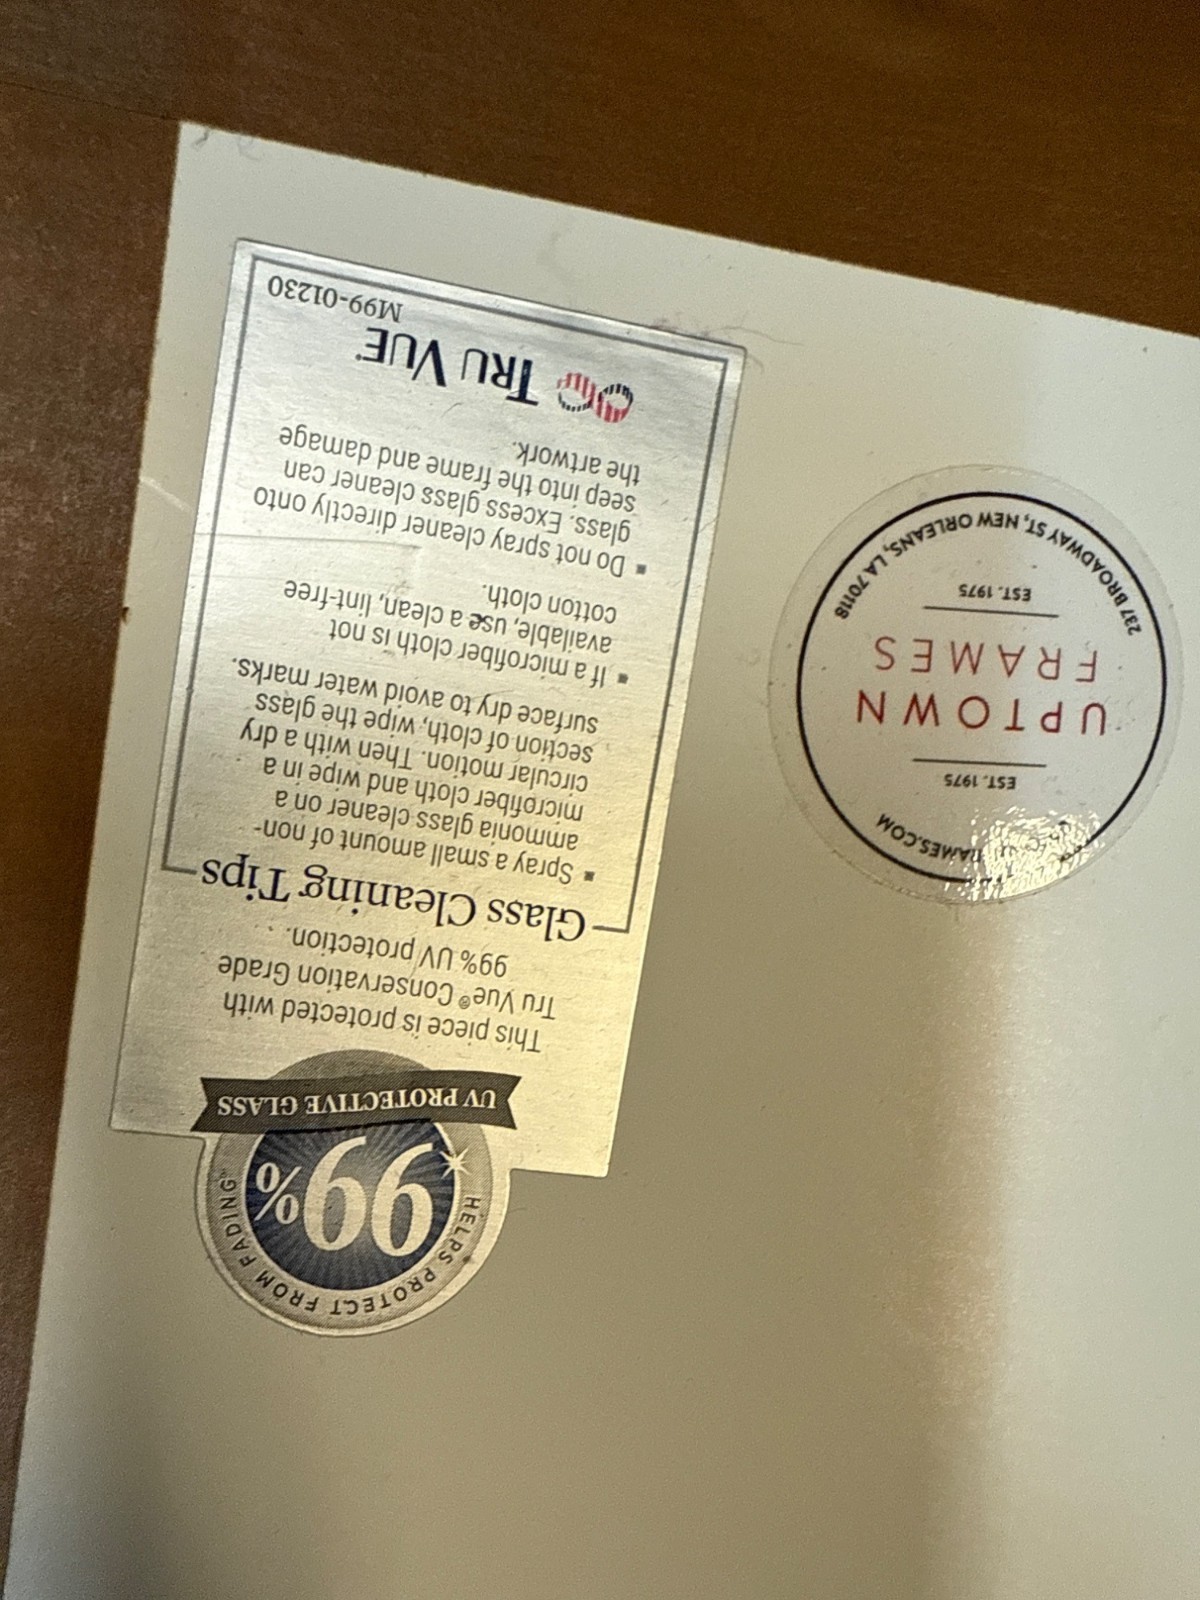 HELPS PROTECT FROM FADING™
99%
UV PROTECTIVE GLASS
This piece is protected with
Tru Vue® Conservation Grade
99% UV protection.
Glass Cleaning Tips
▪ Spray a small amount of non-
ammonia glass cleaner on a
microfiber cloth and wipe in a
circular motion. Then with a dry
section of cloth, wipe the glass
surface dry to avoid water marks.
▪ If a microfiber cloth is not
available, use a clean, lint-free
cotton cloth.
▪ Do not spray cleaner directly onto
glass. Excess glass cleaner can
seep into the frame and damage
the artwork.
TRU VUE®
M99-01230
EST. 1975
UPTOWN
FRAMES
EST. 1975
237 BROADWAY ST, NEW ORLEANS, LA 70118